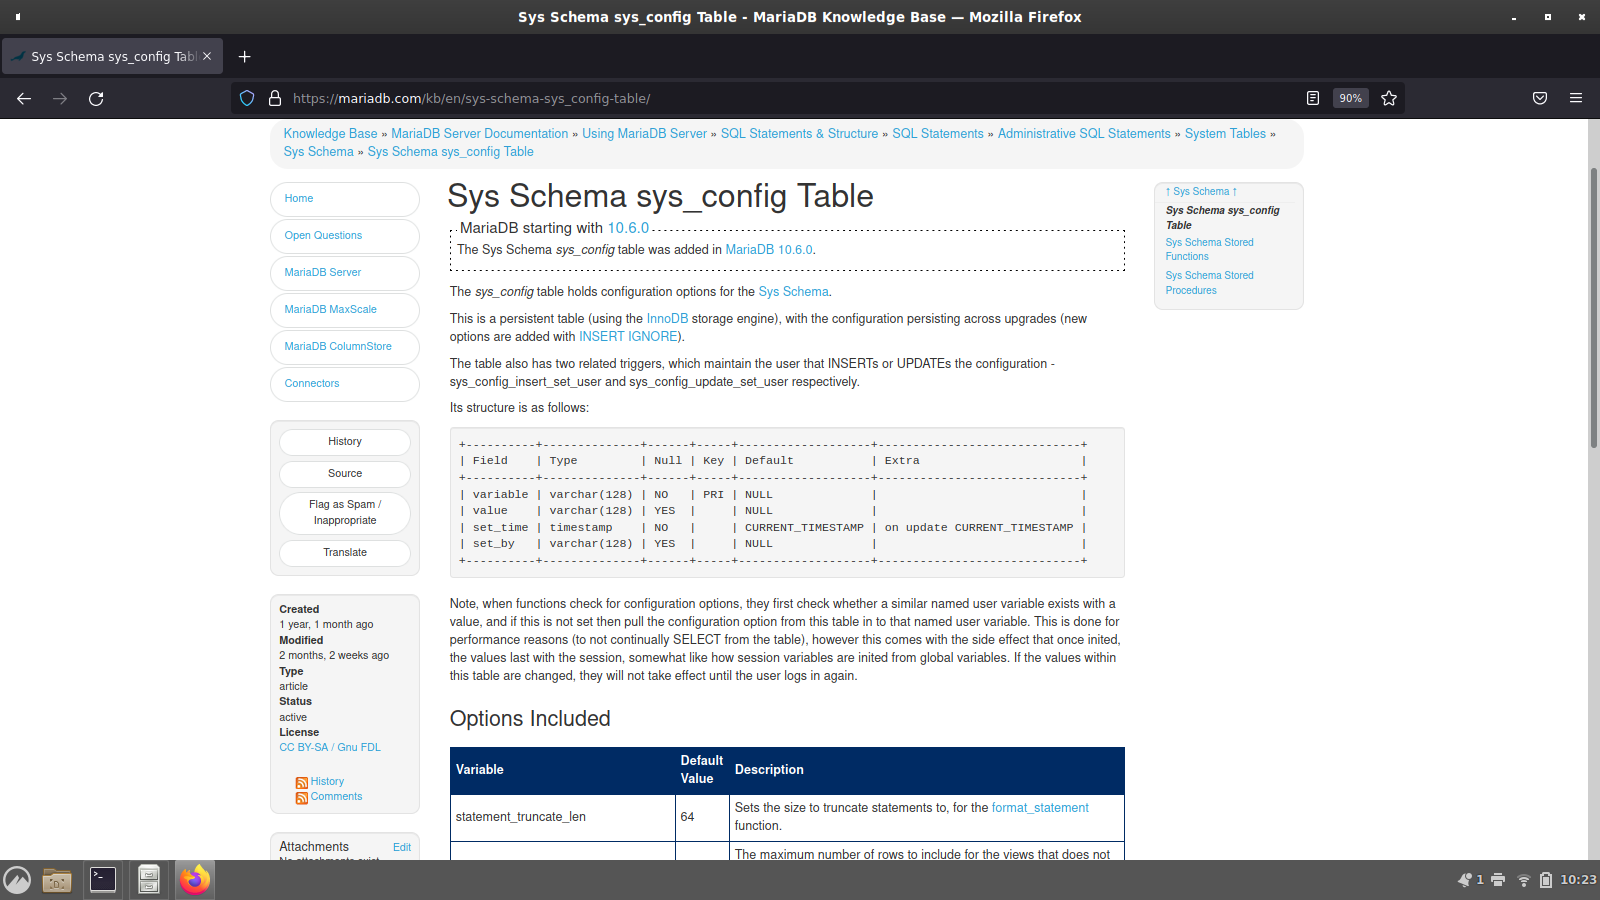 Sys Schema sys_config Table - MariaDB Knowledge Base — Mozilla Firefox
Sys Schema sys_config Tabl
https://mariadb.com/kb/en/sys-schema-sys_config-table/
90%
Knowledge Base » MariaDB Server Documentation » Using MariaDB Server » SQL Statements & Structure » SQL Statements » Administrative SQL Statements » System Tables »
Sys Schema » Sys Schema sys_config Table
Home
Open Questions
MariaDB Server
MariaDB MaxScale
MariaDB ColumnStore
Connectors
History
Source
Flag as Spam /
Inappropriate
Translate
Created
1 year, 1 month ago
Modified
2 months, 2 weeks ago
Type
article
Status
active
License
CC BY-SA / Gnu FDL
History
Comments
Attachments Edit
No attachments exist
Sys Schema sys_config Table
MariaDB starting with 10.6.0
The Sys Schema sys_config table was added in MariaDB 10.6.0.
The sys_config table holds configuration options for the Sys Schema.
This is a persistent table (using the InnoDB storage engine), with the configuration persisting across upgrades (new
options are added with INSERT IGNORE).
The table also has two related triggers, which maintain the user that INSERTs or UPDATEs the configuration -
sys_config_insert_set_user and sys_config_update_set_user respectively.
Its structure is as follows:
+----------+--------------+------+-----+-------------------+-----------------------------+
| Field    | Type         | Null | Key | Default           | Extra                       |
+----------+--------------+------+-----+-------------------+-----------------------------+
| variable | varchar(128) | NO   | PRI | NULL              |                             |
| value    | varchar(128) | YES  |     | NULL              |                             |
| set_time | timestamp    | NO   |     | CURRENT_TIMESTAMP | on update CURRENT_TIMESTAMP |
| set_by   | varchar(128) | YES  |     | NULL              |                             |
+----------+--------------+------+-----+-------------------+-----------------------------+
Note, when functions check for configuration options, they first check whether a similar named user variable exists with a
value, and if this is not set then pull the configuration option from this table in to that named user variable. This is done for
performance reasons (to not continually SELECT from the table), however this comes with the side effect that once inited,
the values last with the session, somewhat like how session variables are inited from global variables. If the values within
this table are changed, they will not take effect until the user logs in again.
Options Included
Variable Default Value Description
statement_truncate_len 64 Sets the size to truncate statements to, for the format_statement
function.
The maximum number of rows to include for the views that does not
↑ Sys Schema ↑
Sys Schema sys_config
Table
Sys Schema Stored
Functions
Sys Schema Stored
Procedures
1 10:23